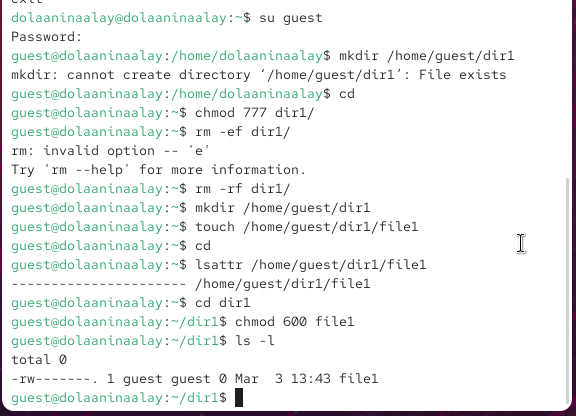 exit
dolaaninaalay@dolaaninaalay:~$ su guest
Password:
guest@dolaaninaalay:/home/dolaaninaalay$ mkdir /home/guest/dir1
mkdir: cannot create directory ‘/home/guest/dir1’: File exists
guest@dolaaninaalay:/home/dolaaninaalay$ cd
guest@dolaaninaalay:~$ chmod 777 dir1/
guest@dolaaninaalay:~$ rm -ef dir1/
rm: invalid option -- 'e'
Try 'rm --help' for more information.
guest@dolaaninaalay:~$ rm -rf dir1/
guest@dolaaninaalay:~$ mkdir /home/guest/dir1
guest@dolaaninaalay:~$ touch /home/guest/dir1/file1
guest@dolaaninaalay:~$ cd
guest@dolaaninaalay:~$ lsattr /home/guest/dir1/file1
---------------------- /home/guest/dir1/file1
guest@dolaaninaalay:~$ cd dir1
guest@dolaaninaalay:~/dir1$ chmod 600 file1
guest@dolaaninaalay:~/dir1$ ls -l
total 0
-rw-------. 1 guest guest 0 Mar  3 13:43 file1
guest@dolaaninaalay:~/dir1$